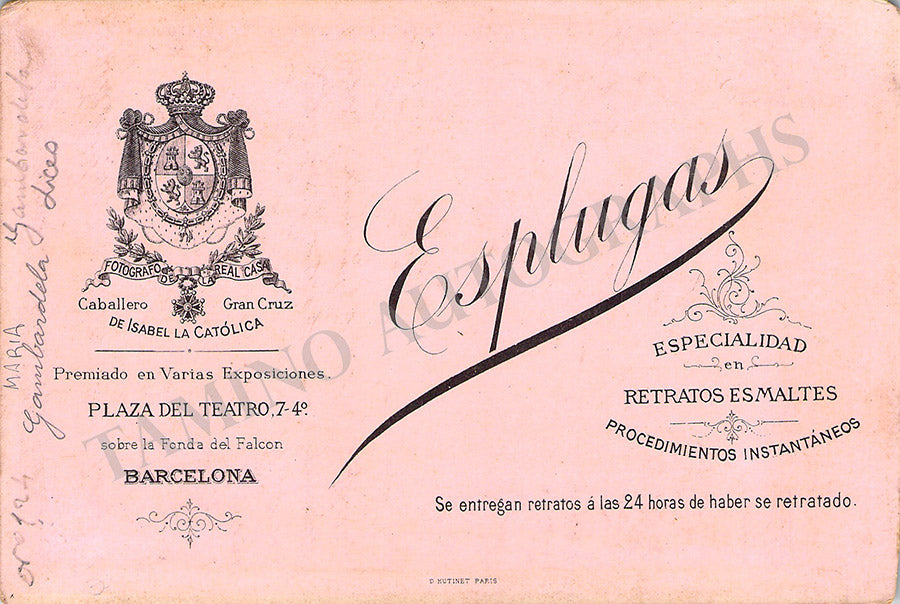 FOTOGRAFO DE LA REAL CASA
Caballero Gran Cruz
DE ISABEL LA CATÓLICA
Premiado en Varias Exposiciones.
PLAZA DEL TEATRO, 7-4º.
sobre la Fonda del Falcon
BARCELONA
Esplugas
ESPECIALIDAD
en
RETRATOS ESMALTES
PROCEDIMIENTOS INSTANTÁNEOS
Se entregan retratos á las 24 horas de haber se retratado.
D HUTINET PARIS
MARIA
Gambardela Liceo
TAMINO AUTOGRAPHS